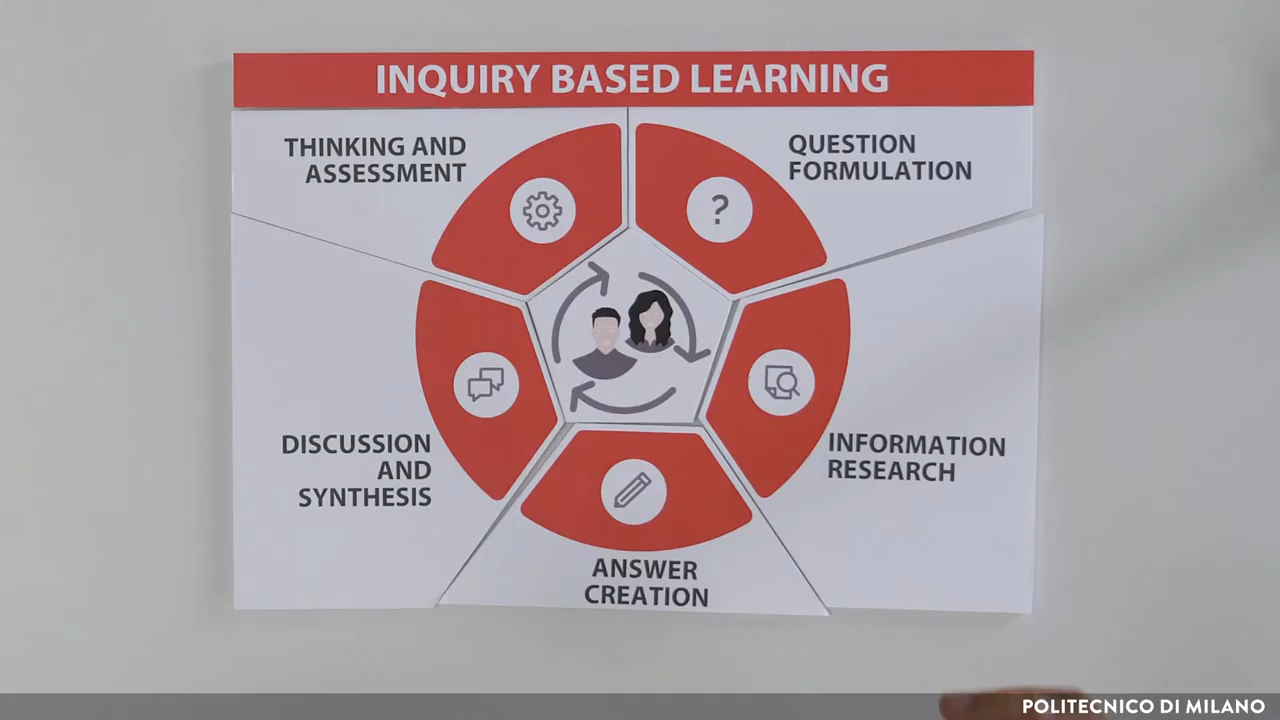 INQUIRY BASED LEARNING
THINKING AND
ASSESSMENT
QUESTION
FORMULATION
?
DISCUSSION
AND
SYNTHESIS
INFORMATION
RESEARCH
ANSWER
CREATION
POLITECNICO DI MILANO